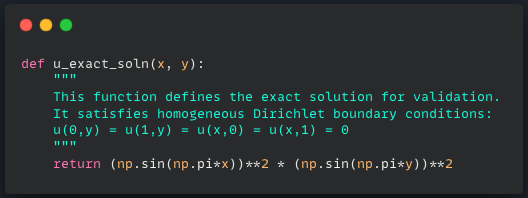 def u_exact_soln(x, y):
    """
    This function defines the exact solution for validation.
    It satisfies homogeneous Dirichlet boundary conditions:
    u(0,y) = u(1,y) = u(x,0) = u(x,1) = 0
    """
    return (np.sin(np.pi*x))**2 * (np.sin(np.pi*y))**2